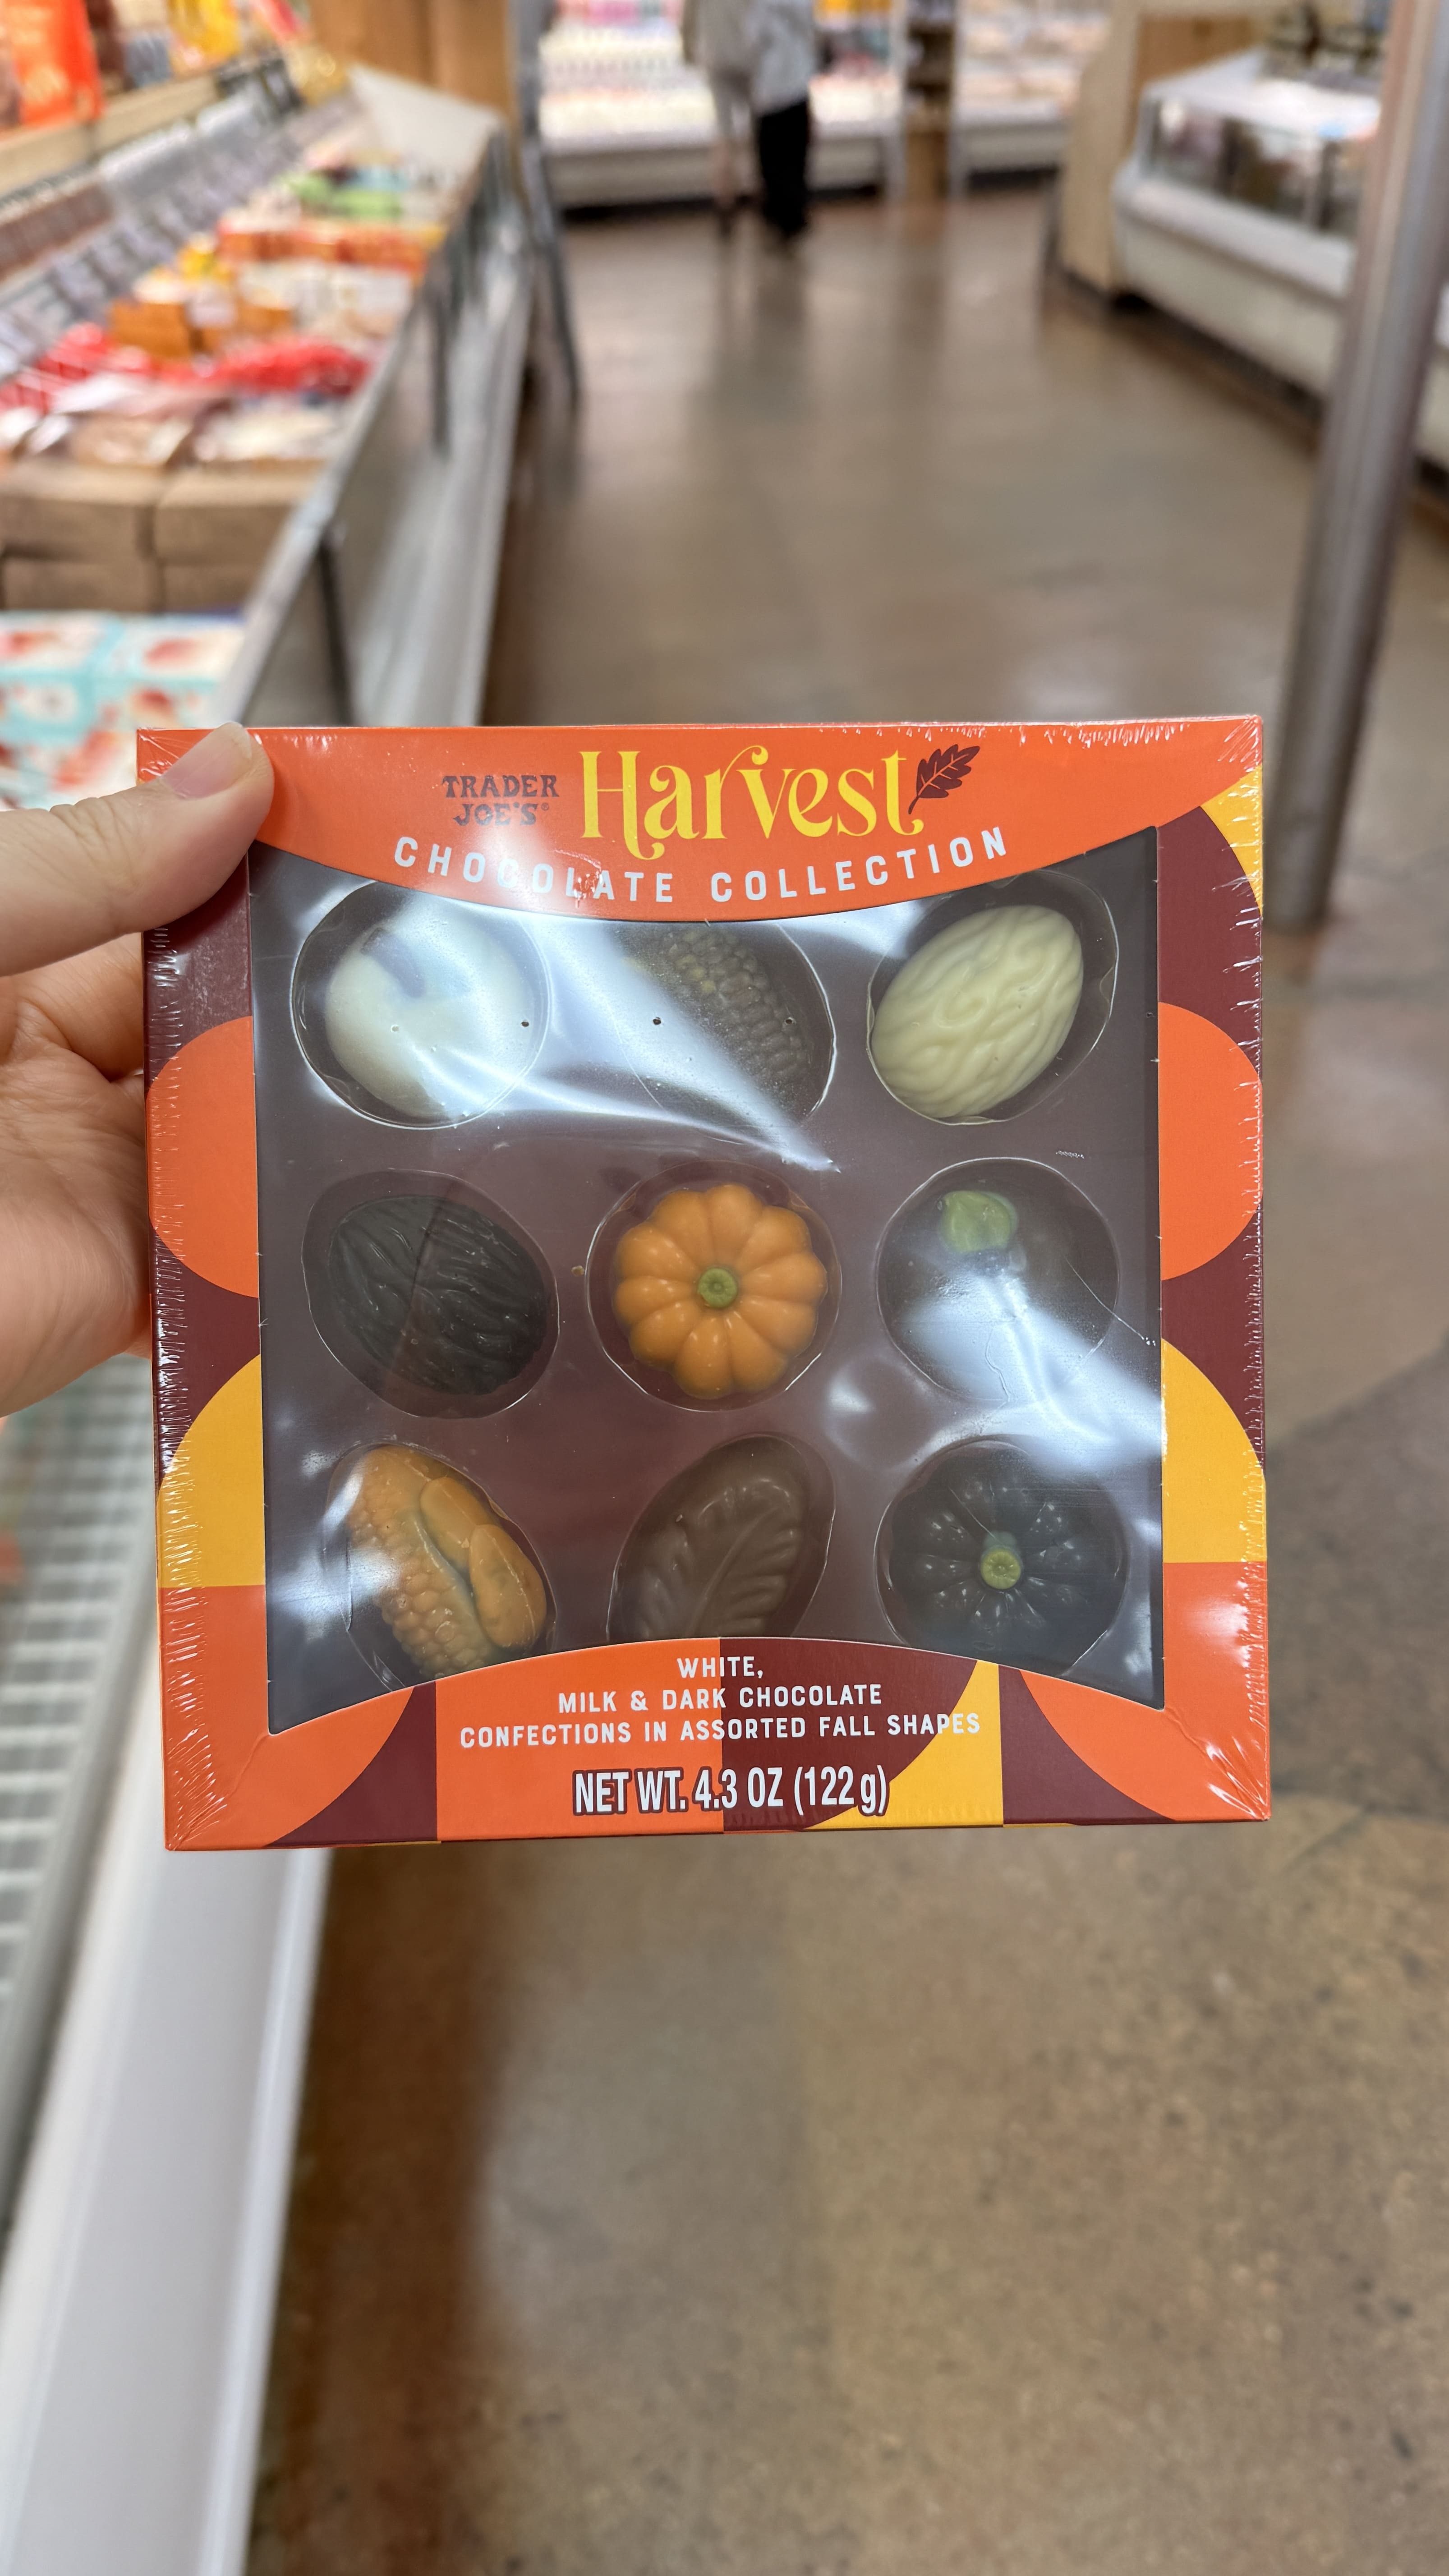 TRADER
JOE'S®
Harvest
CHOCOLATE COLLECTION
WHITE,
MILK & DARK CHOCOLATE
CONFECTIONS IN ASSORTED FALL SHAPES
NET WT. 4.3 OZ (122 g)